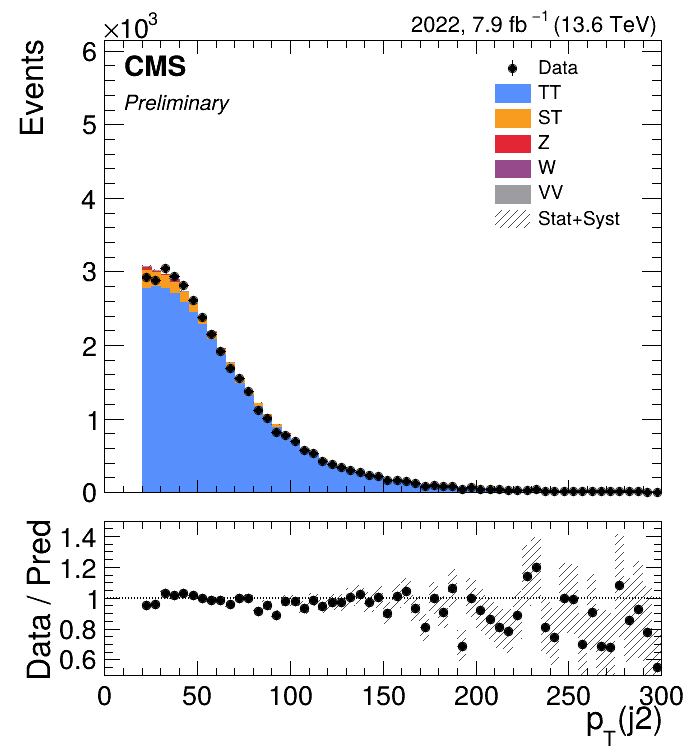 ×10³
2022, 7.9 fb⁻¹ (13.6 TeV)
Events
6
5
4
3
2
1
0
CMS
Preliminary
Data
TT
ST
Z
W
VV
Stat+Syst
Data / Pred
1.4
1.2
1
0.8
0.6
0 50 100 150 200 250 300
p_T(j2)